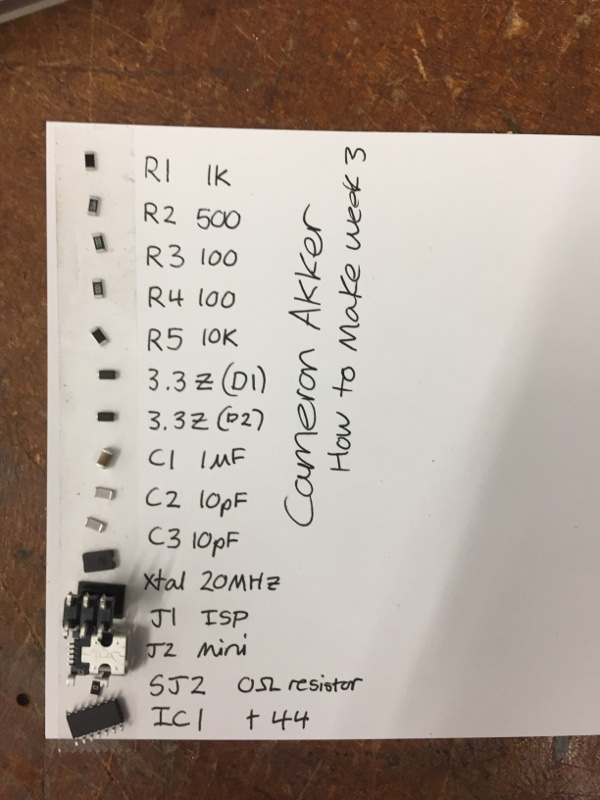 R1 1K
R2 500
R3 100
R4 100
R5 10K
3.3 Z (D1)
3.3 Z (D2)
C1 1µF
C2 10pF
C3 10pF
Xtal 20MHz
J1 ISP
J2 mini
SJ2 0Ω resistor
IC1 t44
Cameron Akker
How to Make week 3